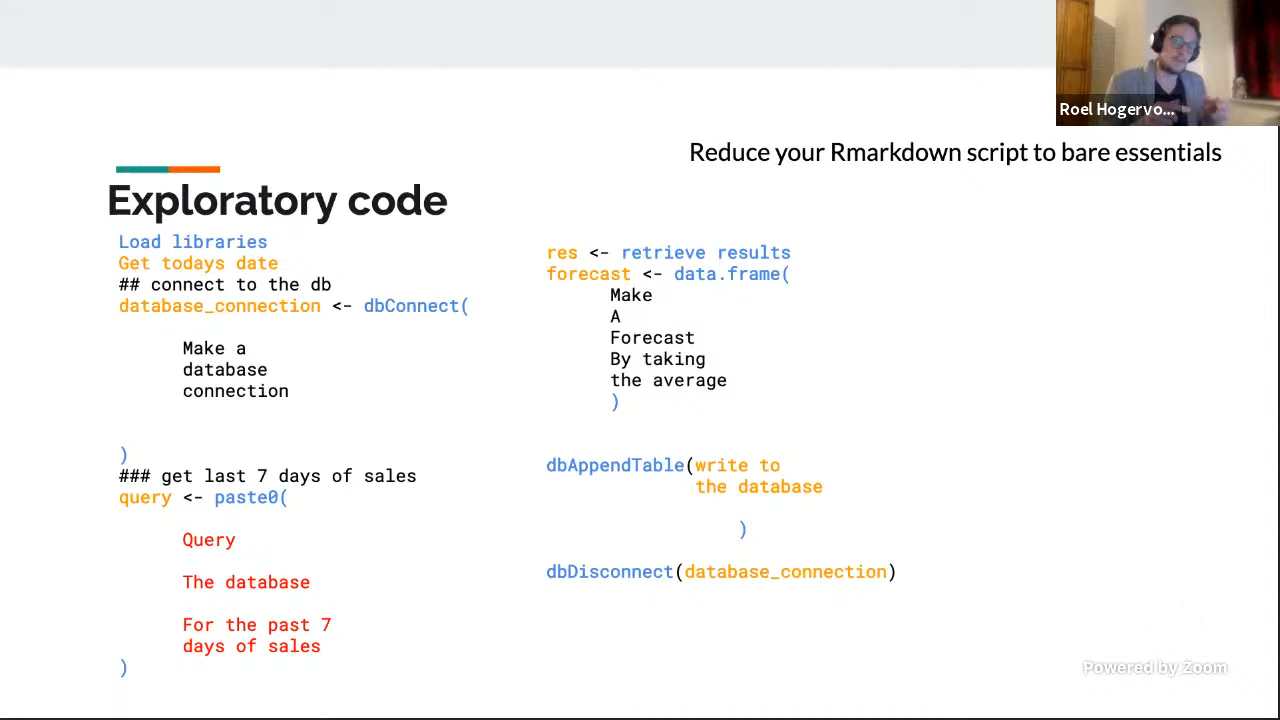 Roel Hogervo...
Reduce your Rmarkdown script to bare essentials
Exploratory code
Load libraries
Get todays date
## connect to the db
database_connection <- dbConnect(
Make a
database
connection
)
### get last 7 days of sales
query <- paste0(
Query
The database
For the past 7
days of sales
)
res <- retrieve results
forecast <- data.frame(
Make
A
Forecast
By taking
the average
)
dbAppendTable(write to
the database
)
dbDisconnect(database_connection)
Powered by Zoom